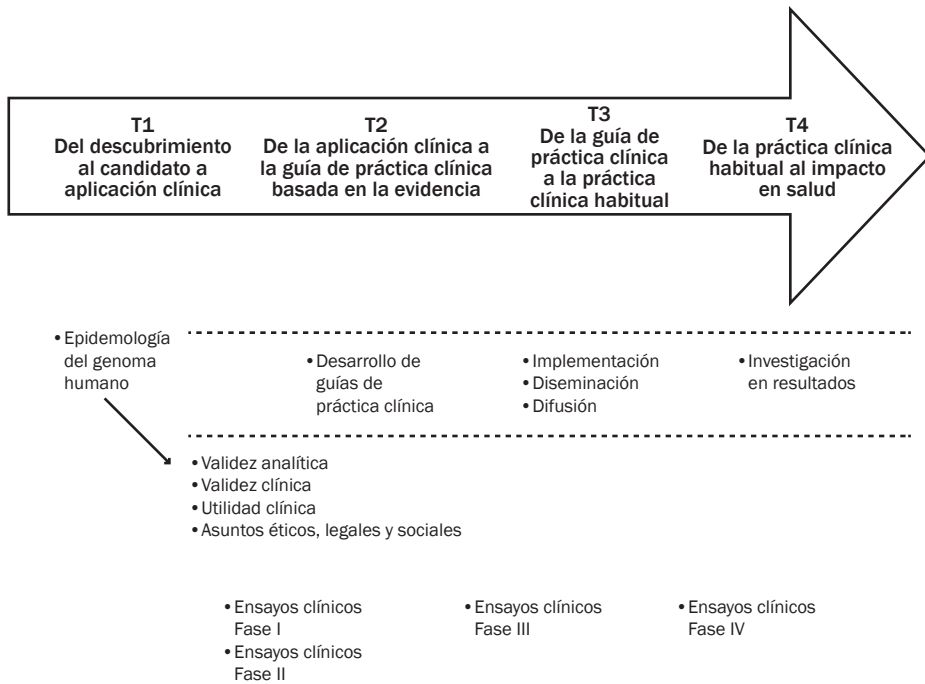 T1
Del descubrimiento
al candidato a
aplicación clínica
T2
De la aplicación clínica a
la guía de práctica clínica
basada en la evidencia
T3
De la guía de
práctica clínica
a la práctica
clínica habitual
T4
De la práctica clínica
habitual al impacto
en salud
• Epidemología
del genoma
humano
• Desarrollo de
guías de
práctica clínica
• Implementación
• Diseminación
• Difusión
• Investigación
en resultados
• Validez analítica
• Validez clínica
• Utilidad clínica
• Asuntos éticos, legales y sociales
• Ensayos clínicos
Fase I
• Ensayos clínicos
Fase II
• Ensayos clínicos
Fase III
• Ensayos clínicos
Fase IV